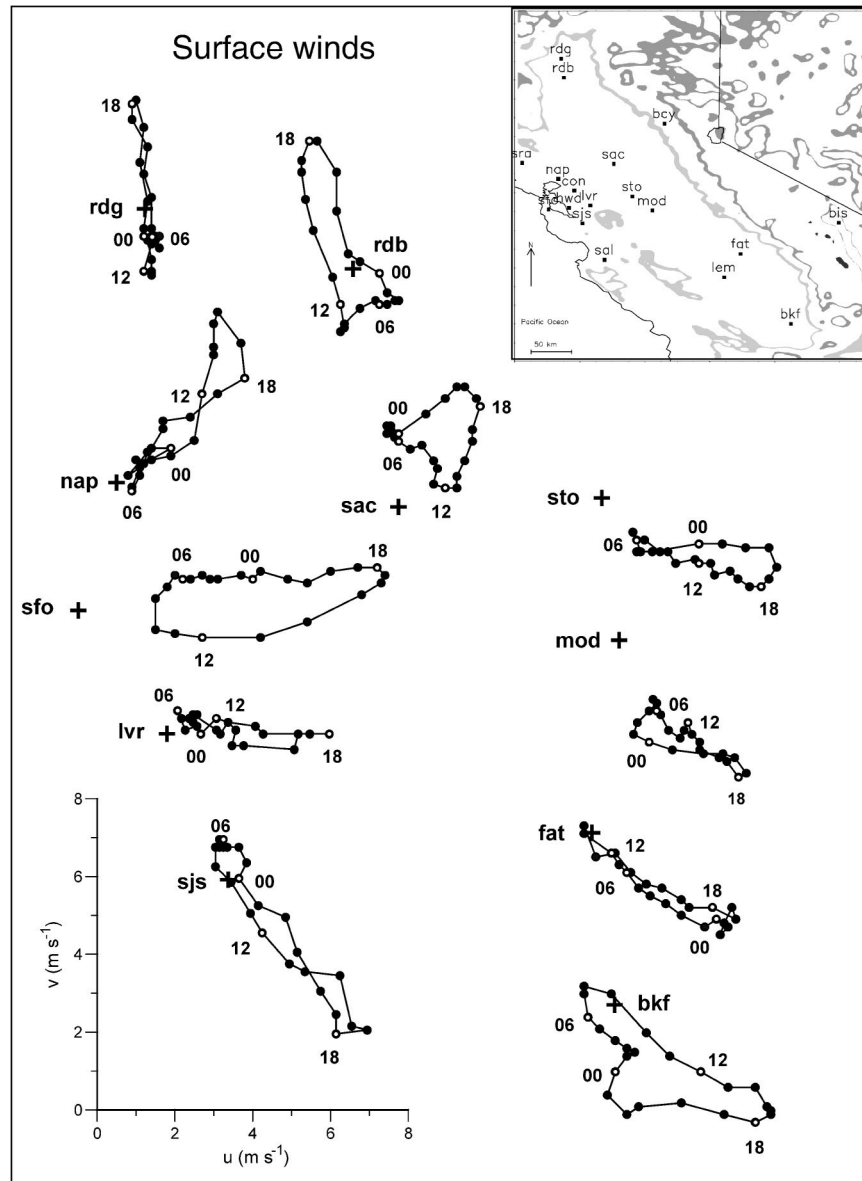 Surface winds
rdg
rdb
bcy
sra
nap
sac
con
sto
hwd
lvr
mod
sjs
sal
fat
bis
lem
bkf
N
Pacific Ocean
50 km
18
rdg
00
06
12
18
rdb
00
12
06
12
18
nap
00
06
00
18
06
sac
12
sto
00
06
12
18
06
00
18
sfo
12
mod
06
12
00
18
06
12
lvr
00
18
8
6
4
2
0
v (m s⁻¹)
06
sjs
00
12
18
0
2
4
6
8
u (m s⁻¹)
fat
12
06
18
00
bkf
06
00
12
18